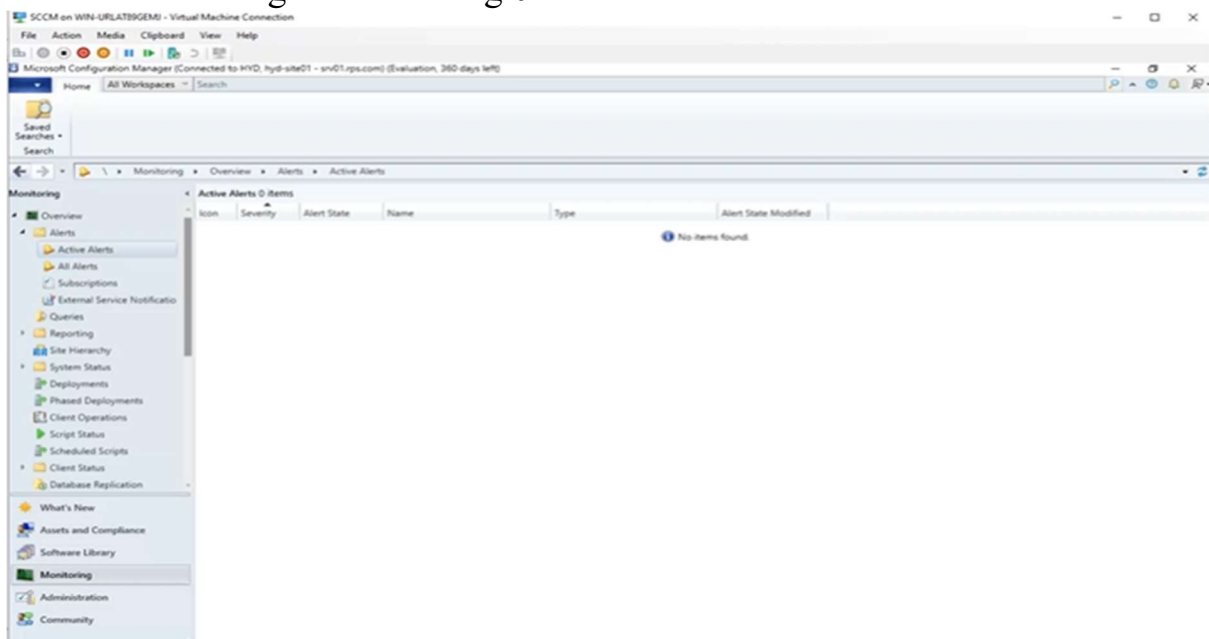 SCCM on WIN-URLAT89GEMJ - Virtual Machine Connection
File Action Media Clipboard View Help
Microsoft Configuration Manager (Connected to HYD, hyd-site01 - srv01.rps.com) (Evaluation, 360 days left)
Home All Workspaces Search
Saved
Searches
Search
\ Monitoring Overview Alerts Active Alerts
Monitoring
Active Alerts 0 items
Icon Severity Alert State Name Type Alert State Modified
No items found.
Overview
Alerts
Active Alerts
All Alerts
Subscriptions
External Service Notificatio
Queries
Reporting
Site Hierarchy
System Status
Deployments
Phased Deployments
Client Operations
Script Status
Scheduled Scripts
Client Status
Database Replication
What's New
Assets and Compliance
Software Library
Monitoring
Administration
Community